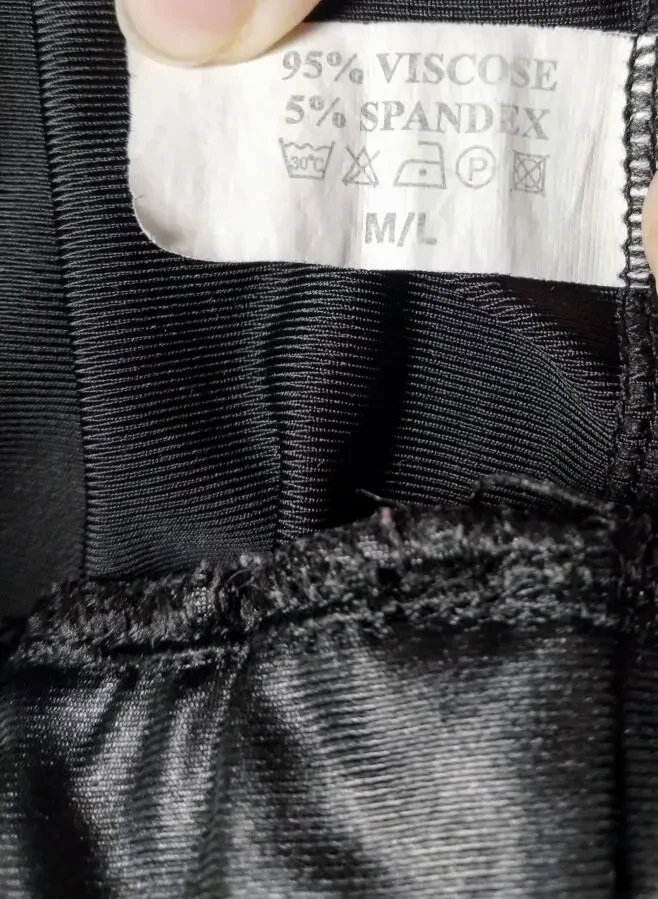 95% VISCOSE
5% SPANDEX
30°C P
M/L